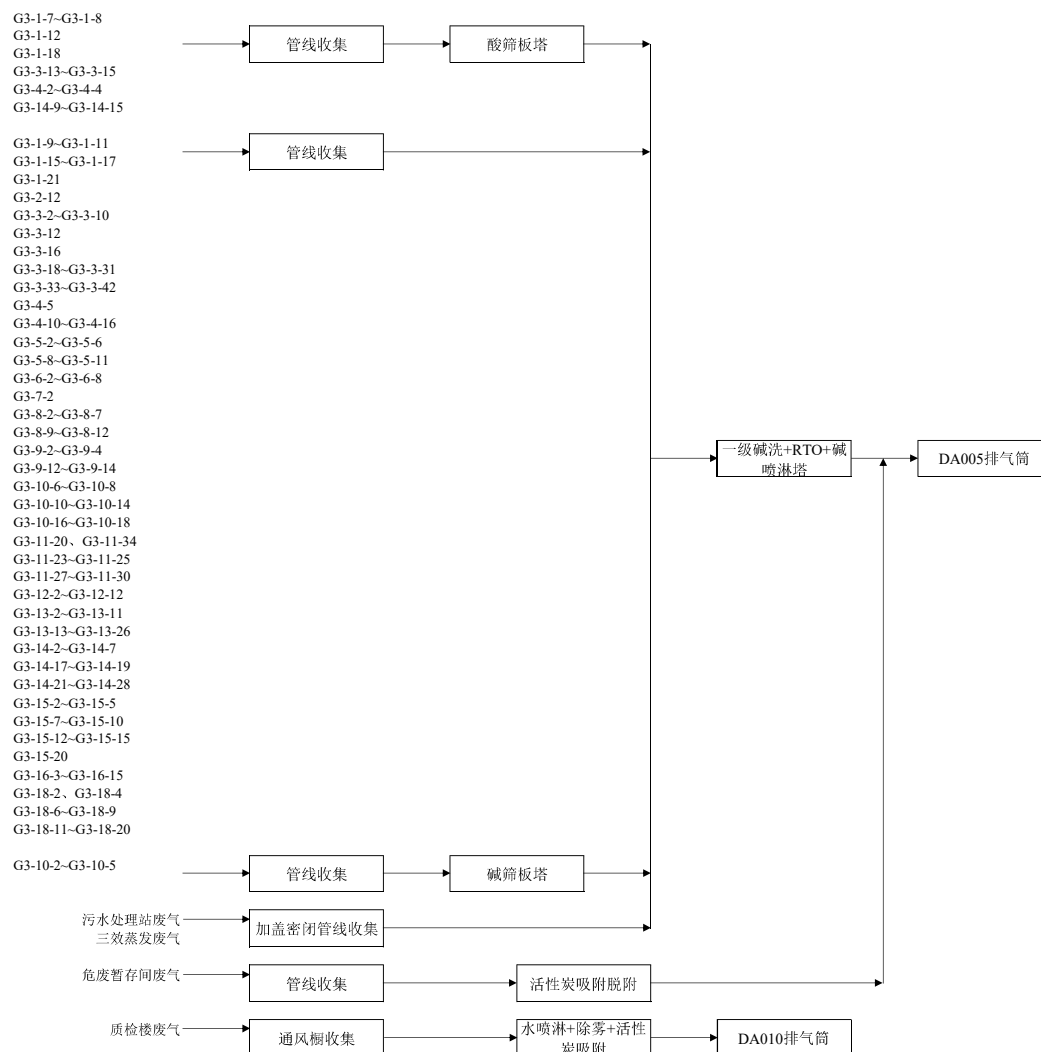 G3-1-7~G3-1-8
G3-1-12
G3-1-18
G3-3-13~G3-3-15
G3-4-2~G3-4-4
G3-14-9~G3-14-15
管线收集
酸筛板塔
G3-1-9~G3-1-11
G3-1-15~G3-1-17
G3-1-21
G3-2-12
G3-3-2~G3-3-10
G3-3-12
G3-3-16
G3-3-18~G3-3-31
G3-3-33~G3-3-42
G3-4-5
G3-4-10~G3-4-16
G3-5-2~G3-5-6
G3-5-8~G3-5-11
G3-6-2~G3-6-8
G3-7-2
G3-8-2~G3-8-7
G3-8-9~G3-8-12
G3-9-2~G3-9-4
G3-9-12~G3-9-14
G3-10-6~G3-10-8
G3-10-10~G3-10-14
G3-10-16~G3-10-18
G3-11-20、G3-11-34
G3-11-23~G3-11-25
G3-11-27~G3-11-30
G3-12-2~G3-12-12
G3-13-2~G3-13-11
G3-13-13~G3-13-26
G3-14-2~G3-14-7
G3-14-17~G3-14-19
G3-14-21~G3-14-28
G3-15-2~G3-15-5
G3-15-7~G3-15-10
G3-15-12~G3-15-15
G3-15-20
G3-16-3~G3-16-15
G3-18-2、G3-18-4
G3-18-6~G3-18-9
G3-18-11~G3-18-20
管线收集
一级碱洗+RTO+碱
喷淋塔
DA005排气筒
G3-10-2~G3-10-5
管线收集
碱筛板塔
污水处理站废气
三效蒸发废气
加盖密闭管线收集
危废暂存间废气
管线收集
活性炭吸附脱附
质检楼废气
通风橱收集
水喷淋+除雾+活性
炭吸附
DA010排气筒